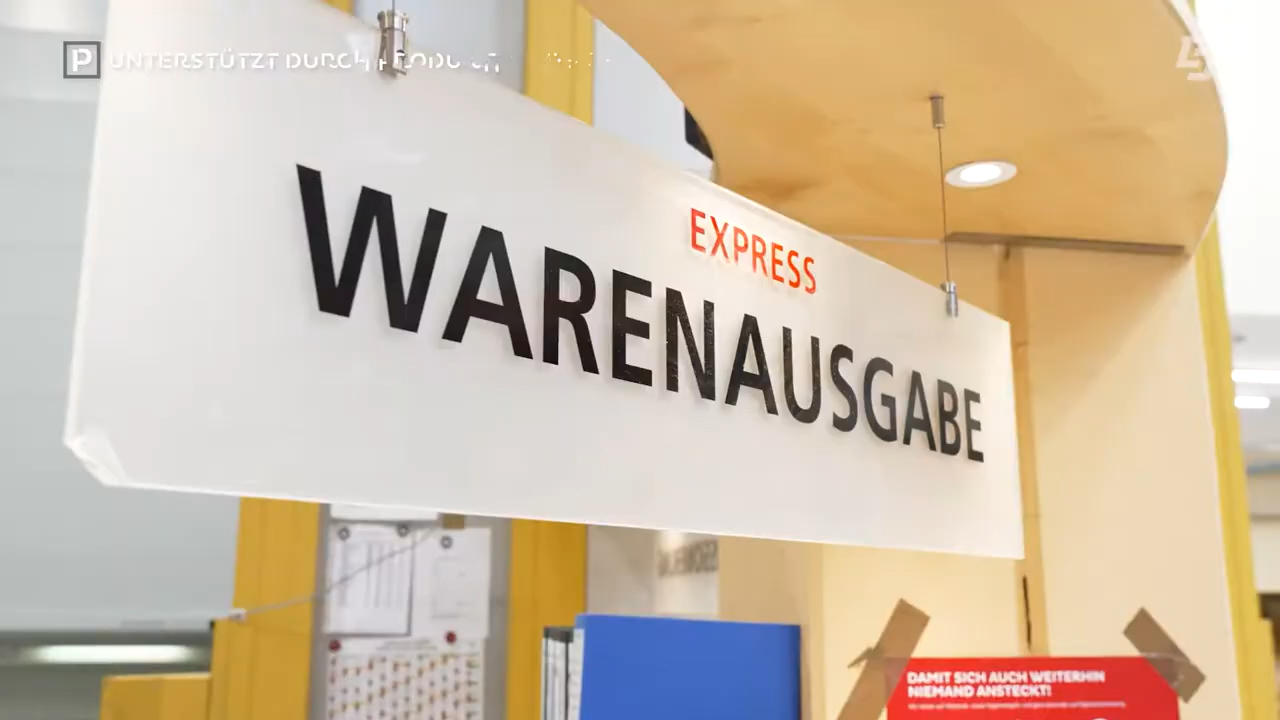 P UNTERSTÜTZT DURCH
EXPRESS
WARENAUSGABE
DAMIT SICH AUCH WEITERHIN
NIEMAND ANSTECKT!